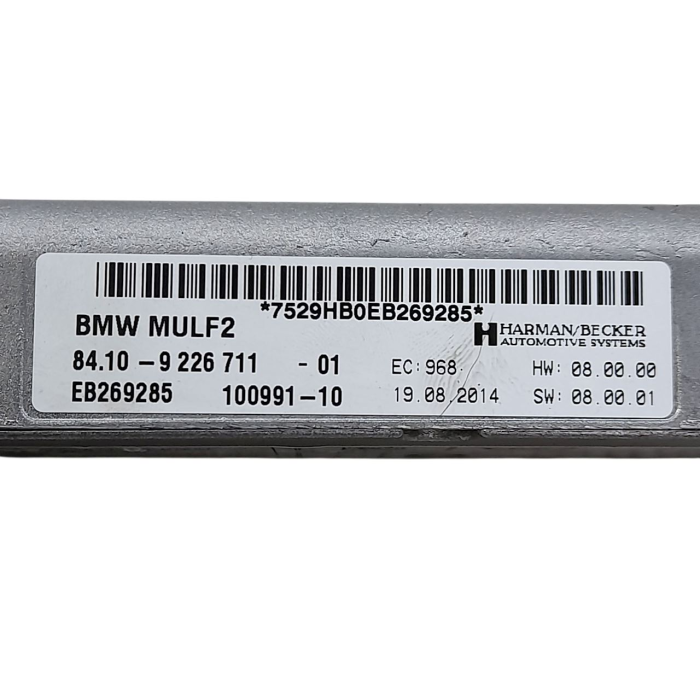 *7529HB0EB269285*
BMW MULF2
HARMAN/BECKER
AUTOMOTIVE SYSTEMS
84.10 - 9 226 711 - 01
EC: 968
HW: 08.00.00
EB269285
100991-10
19.08.2014
SW: 08.00.01